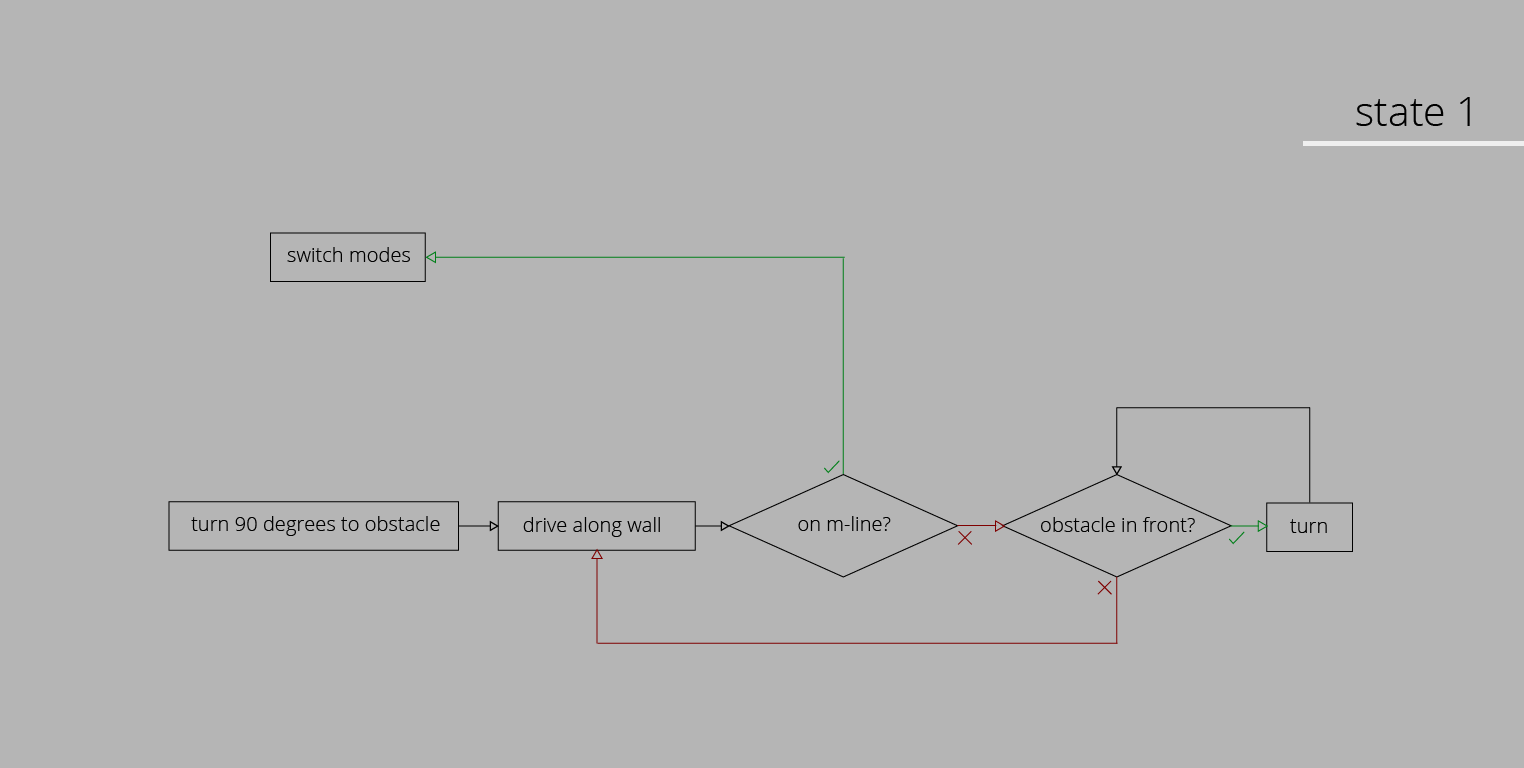 state 1
switch modes
turn 90 degrees to obstacle
drive along wall
on m-line?
obstacle in front?
turn